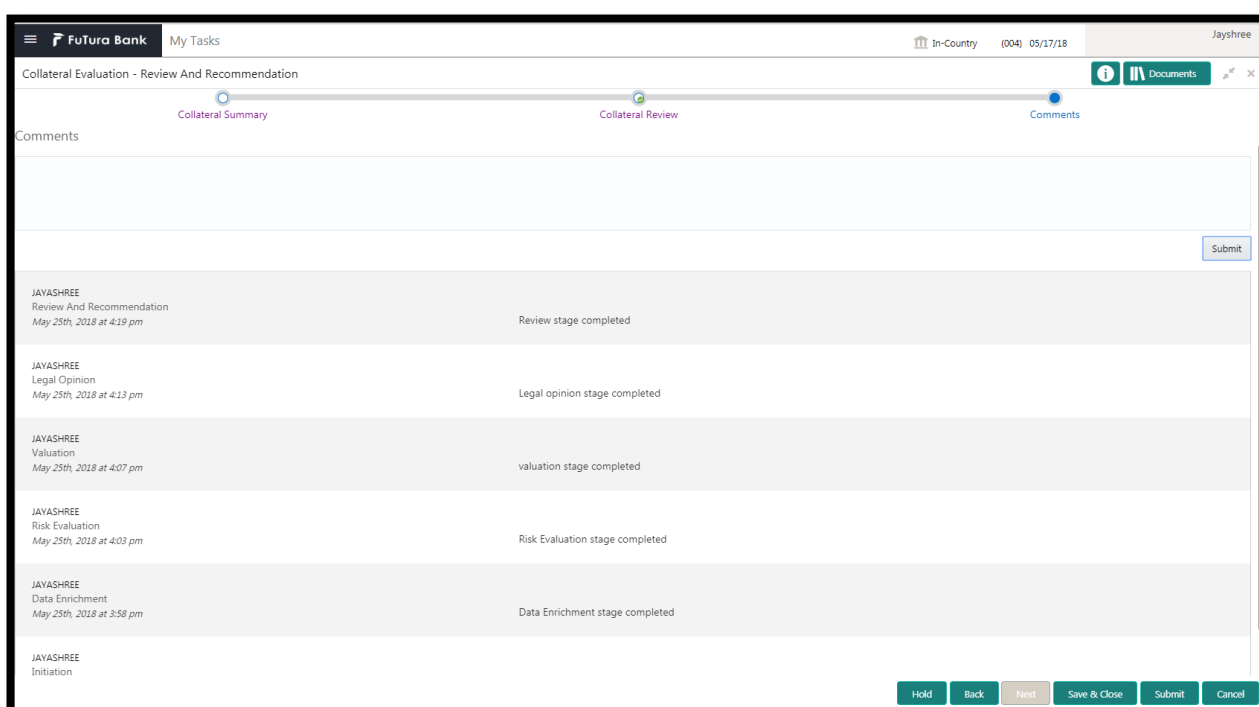 FuTura Bank
My Tasks
In-Country (004) 05/17/18
Jayshree
Collateral Evaluation - Review And Recommendation
Documents
Collateral Summary
Collateral Review
Comments
Comments
Submit
JAYASHREE
Review And Recommendation
May 25th, 2018 at 4:19 pm
Review stage completed
JAYASHREE
Legal Opinion
May 25th, 2018 at 4:13 pm
Legal opinion stage completed
JAYASHREE
Valuation
May 25th, 2018 at 4:07 pm
valuation stage completed
JAYASHREE
Risk Evaluation
May 25th, 2018 at 4:03 pm
Risk Evaluation stage completed
JAYASHREE
Data Enrichment
May 25th, 2018 at 3:58 pm
Data Enrichment stage completed
JAYASHREE
Initiation
Hold
Back
Next
Save & Close
Submit
Cancel